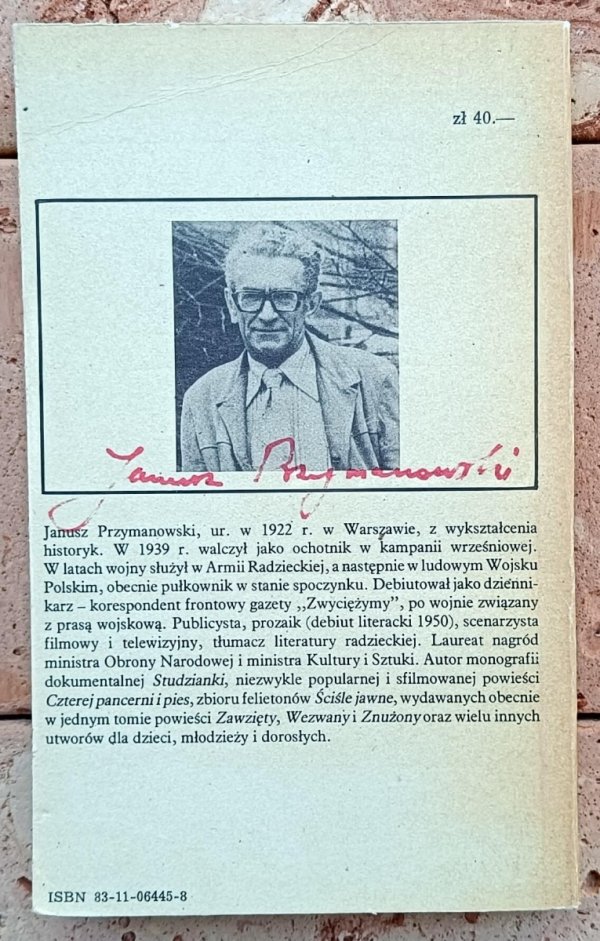 zł 40.—
Janusz Przymanowski
Janusz Przymanowski, ur. w 1922 r. w Warszawie, z wykształcenia
historyk. W 1939 r. walczył jako ochotnik w kampanii wrześniowej.
W latach wojny służył w Armii Radzieckiej, a następnie w ludowym Wojsku
Polskim, obecnie pułkownik w stanie spoczynku. Debiutował jako dzienni-
karz – korespondent frontowy gazety ,,Zwyciężymy”, po wojnie związany
z prasą wojskową. Publicysta, prozaik (debiut literacki 1950), scenarzysta
filmowy i telewizyjny, tłumacz literatury radzieckiej. Laureat nagród
ministra Obrony Narodowej i ministra Kultury i Sztuki. Autor monografii
dokumentalnej Studzianki, niezwykle popularnej i sfilmowanej powieści
Czterej pancerni i pies, zbioru felietonów Ściśle jawne, wydawanych obecnie
w jednym tomie powieści Zawzięty, Wezwany i Znużony oraz wielu innych
utworów dla dzieci, młodzieży i dorosłych.
ISBN 83-11-06445-8